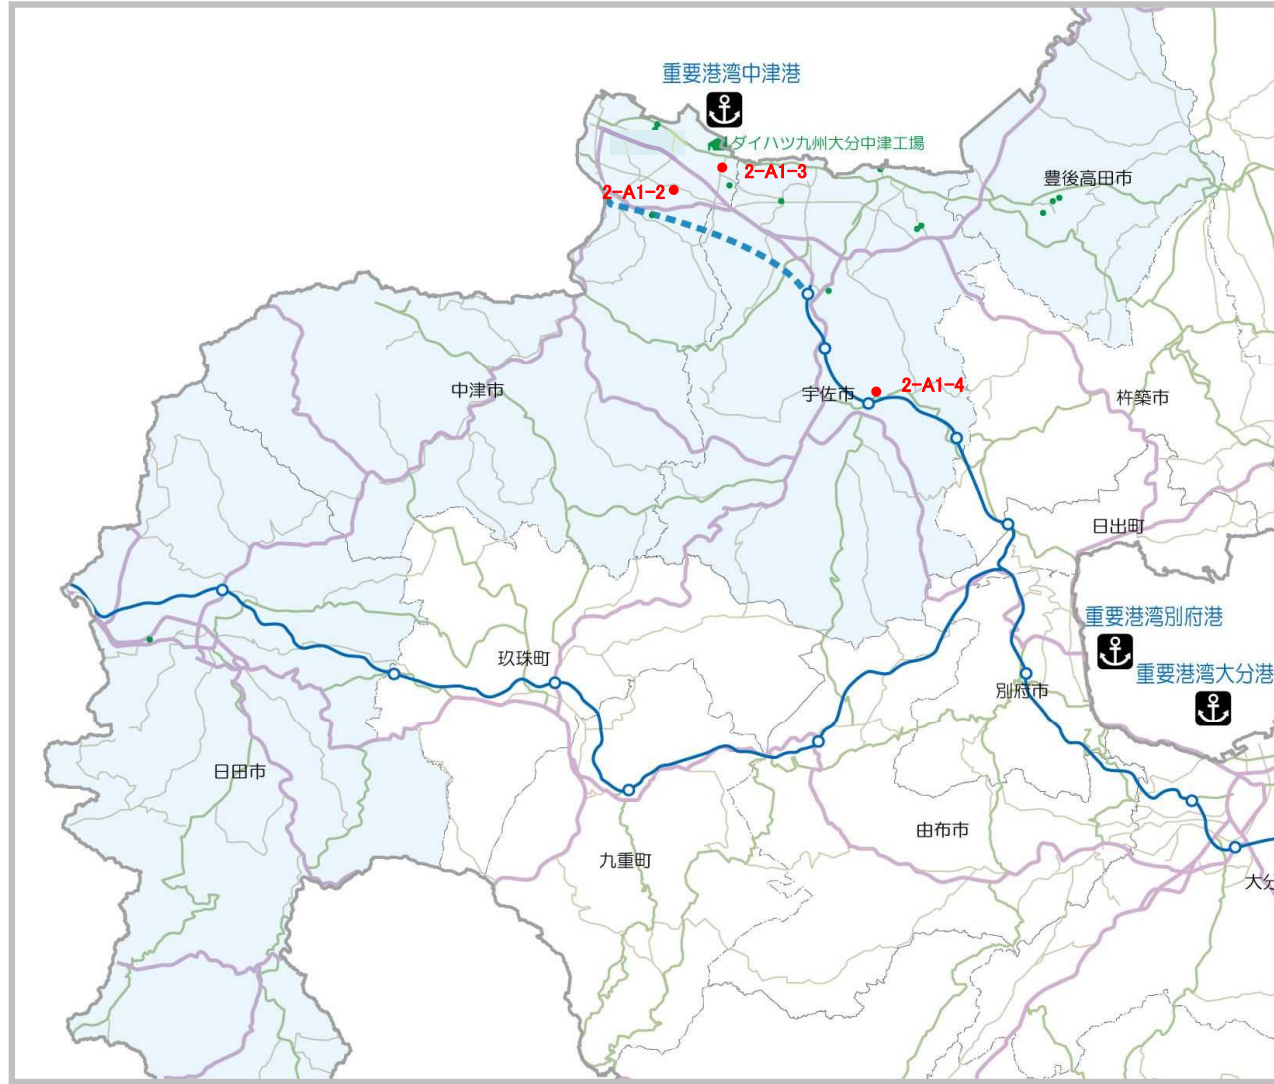 重要港湾中津港
ダイハツ九州大分中津工場
2-A1-3
豊後高田市
2-A1-2
2-A1-4
中津市
宇佐市
杵築市
日出町
重要港湾別府港
玖珠町
重要港湾大分港
別府市
日田市
由布市
九重町
大分